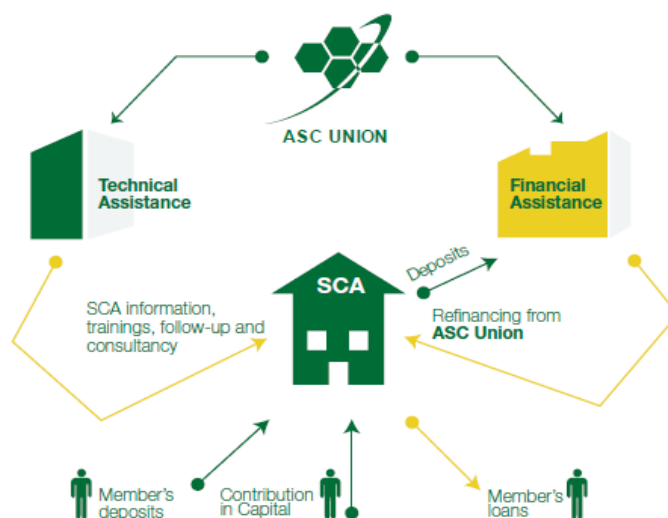 ASC UNION
Technical
Assistance
Financial
Assistance
Deposits
SCA
SCA information,
trainings, follow-up and
consultancy
Refinancing from
ASC Union
Member's
deposits
Contribution
in Capital
Member's
loans